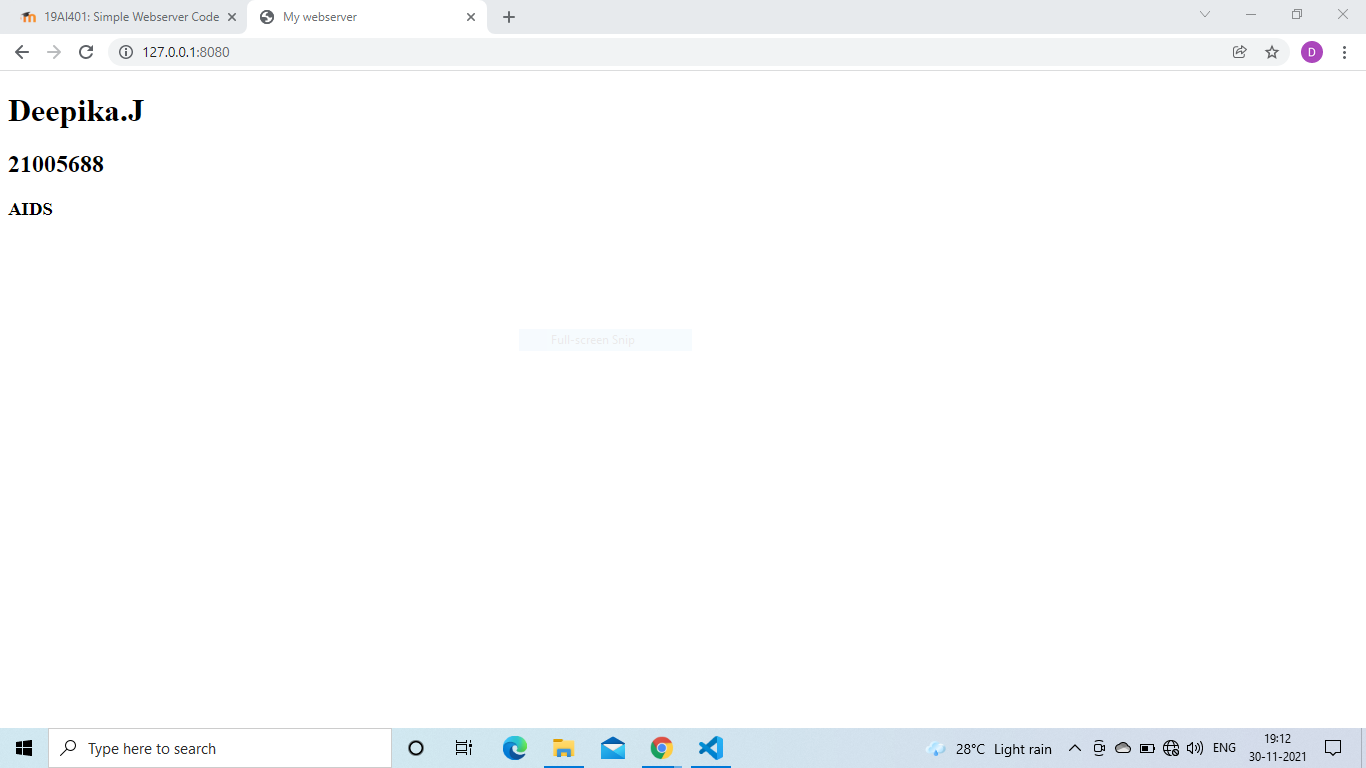 19AI401: Simple Webserver Code
My webserver
127.0.0.1:8080
D
Deepika.J
21005688
AIDS
Full-screen Snip
Type here to search
28°C Light rain
ENG
19:12
30-11-2021